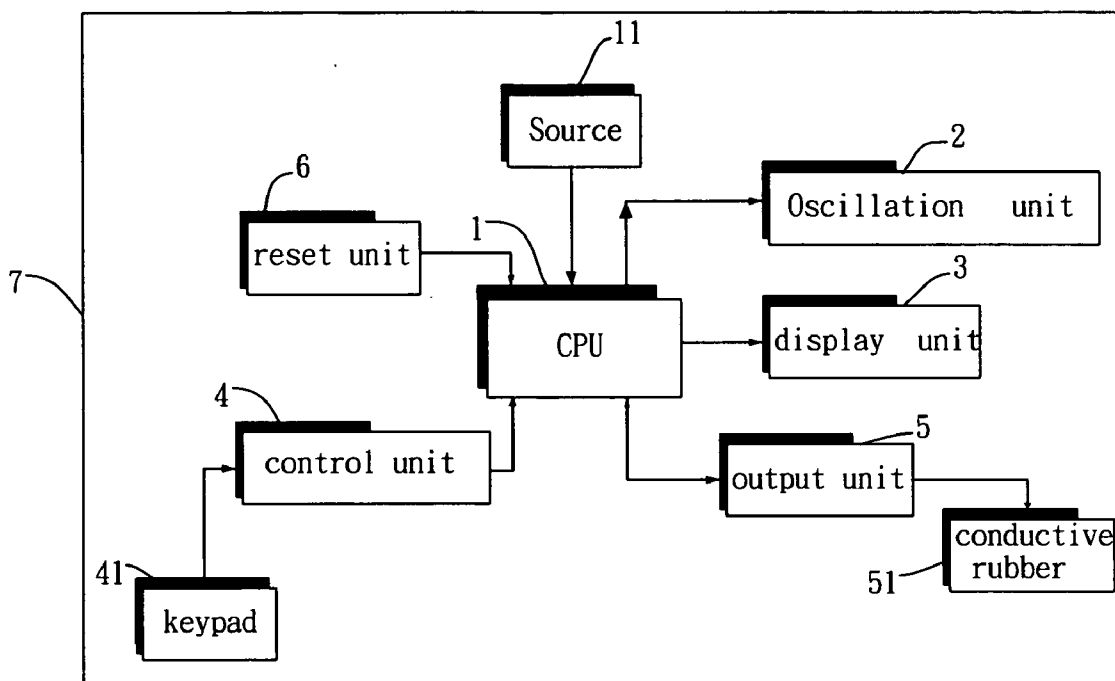 11
Source
2
Oscillation unit
6
reset unit
1
CPU
7
3
display unit
4
control unit
5
output unit
conductive
rubber
51
41
keypad